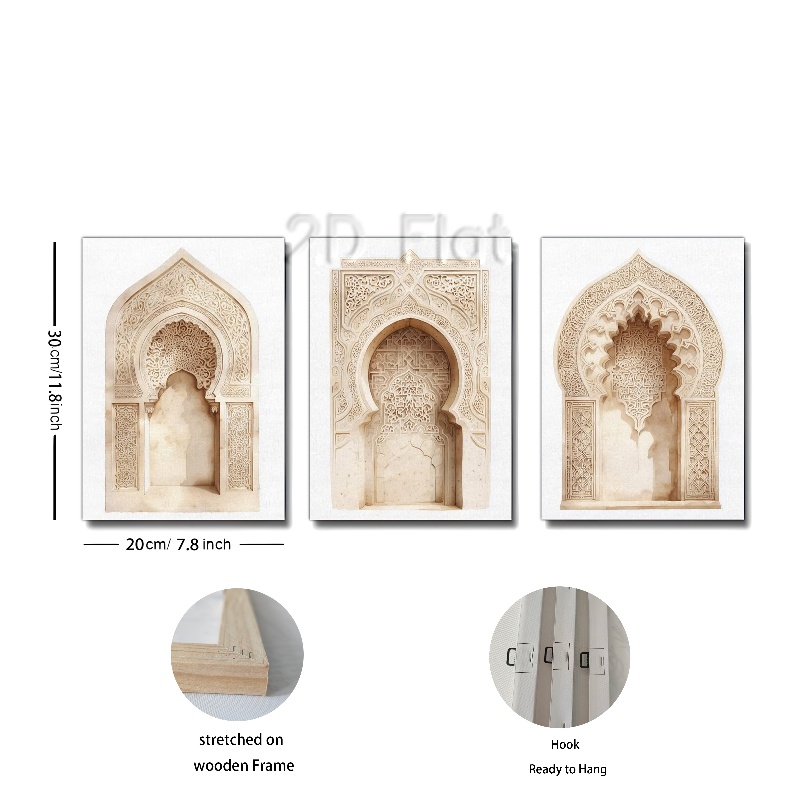 2D Flat
30cm/11.8inch
20cm/ 7.8 inch
stretched on
wooden Frame
Hook
Ready to Hang